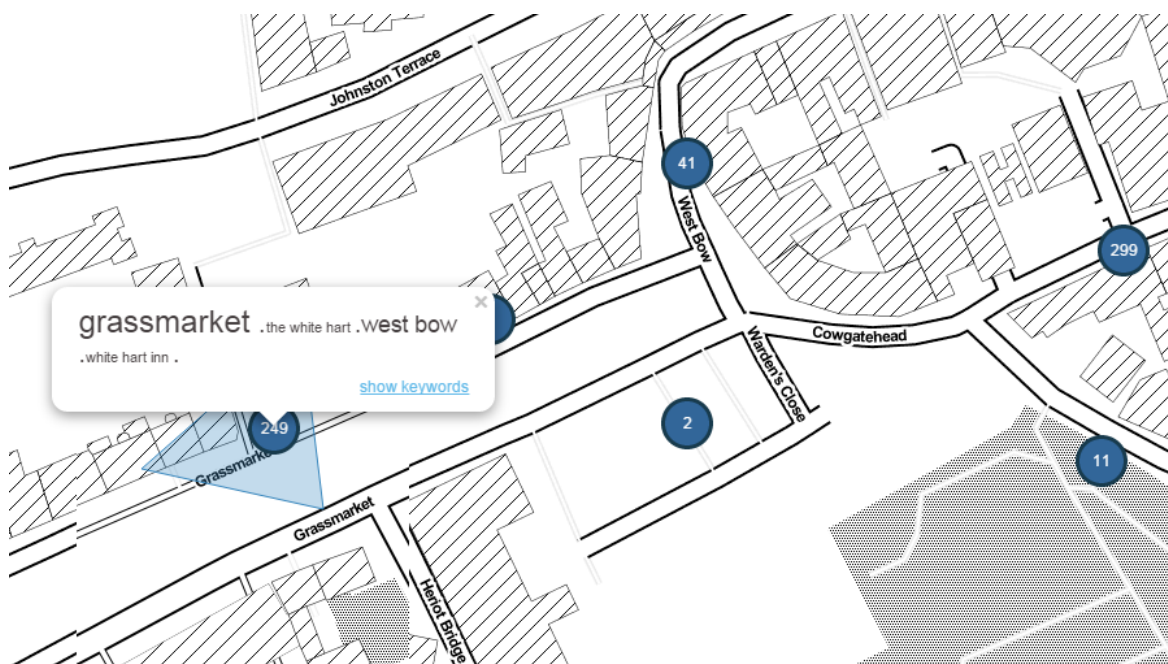 Johnston Terrace
41
West Bow
299
×
grassmarket .the white hart .west bow
.white hart inn .
show keywords
Cowgatehead
Warden's Close
2
249
Grassmarke
11
Grassmarket
Heriot Bridge